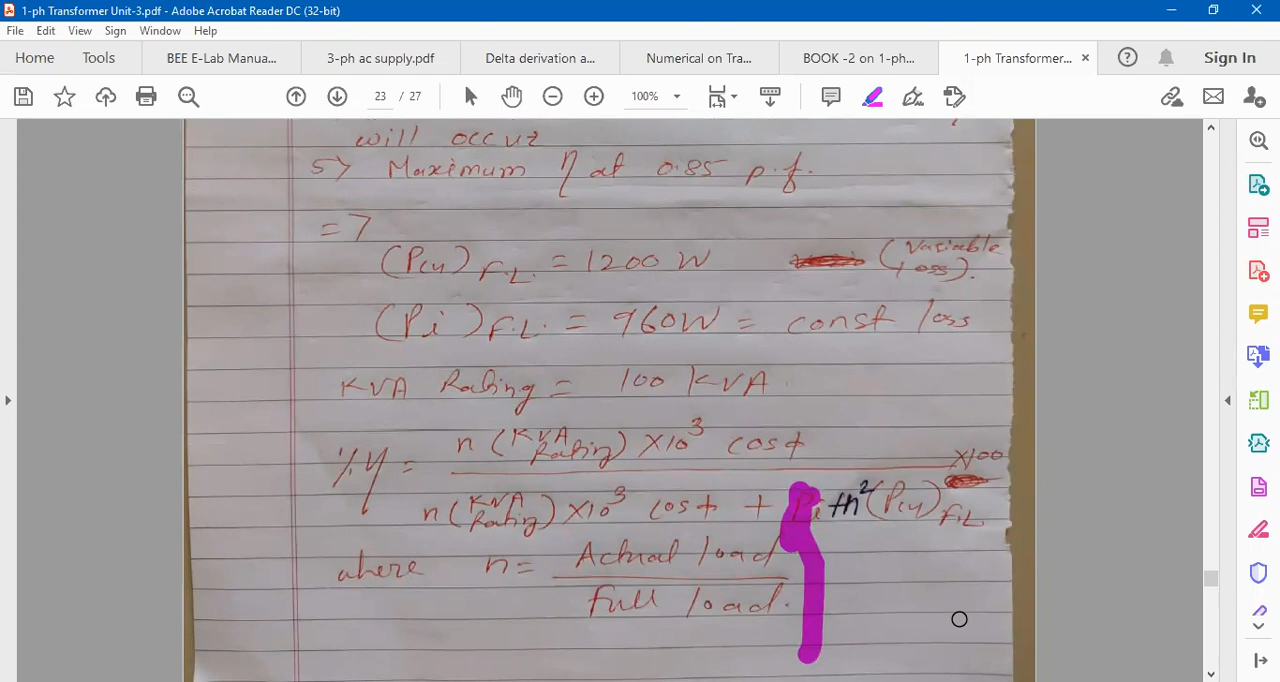 1-ph Transformer Unit-3.pdf - Adobe Acrobat Reader DC (32-bit)
File Edit View Sign Window Help
Home Tools BEE E-Lab Manua... 3-ph ac supply.pdf Delta derivation a... Numerical on Tra... BOOK -2 on 1-ph... 1-ph Transformer... × Sign In
23 / 27 100%
will occur
5> Maximum η at 0.85 p.f.
=>
(Pcu)F.L. = 1200 W (Variable loss).
(Pi)F.L. = 960W = const loss
KVA Rating = 100 KVA
%η = n (KVA Rating) ×10³ cosϕ ×100
n (KVA Rating) ×10³ cosϕ + Pi +n² (Pcu)F.L
where n = Actual load
Full load.